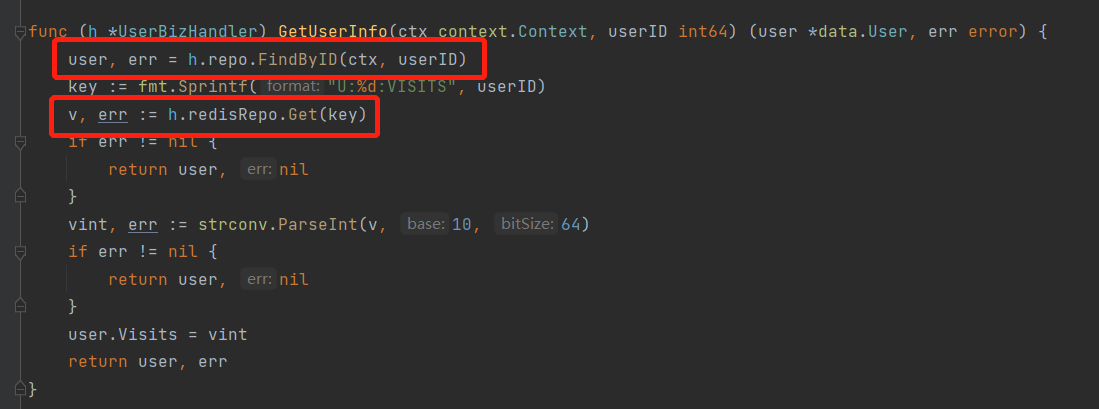 func (h *UserBizHandler) GetUserInfo(ctx context.Context, userID int64) (user *data.User, err error) {
    user, err = h.repo.FindByID(ctx, userID)
    key := fmt.Sprintf( format: "U:%d:VISITS", userID)
    v, err := h.redisRepo.Get(key)
    if err != nil {
        return user, err: nil
    }
    vint, err := strconv.ParseInt(v, base: 10, bitSize: 64)
    if err != nil {
        return user, err: nil
    }
    user.Visits = vint
    return user, err
}